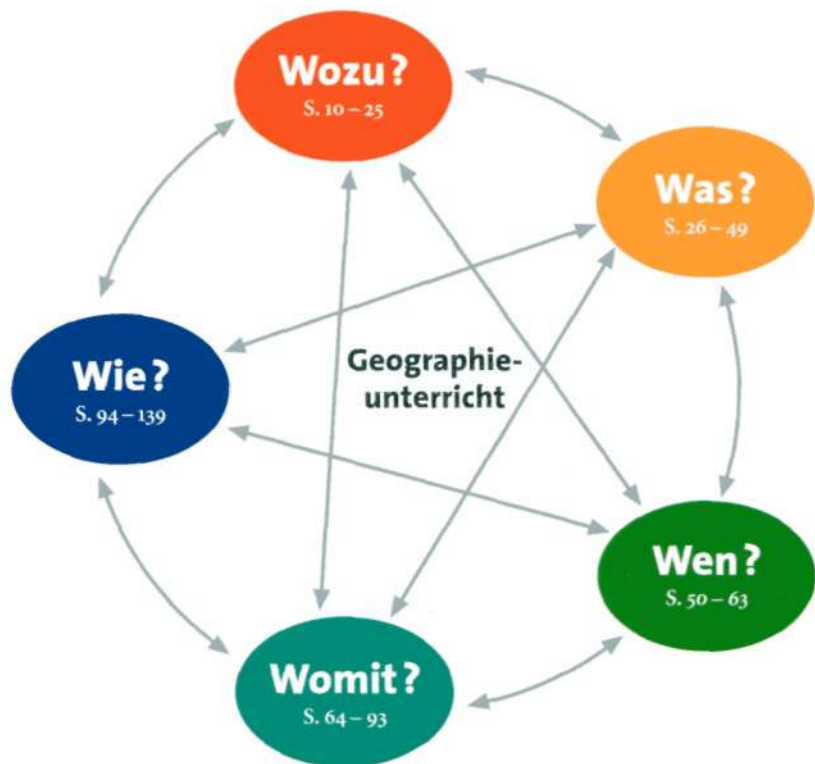 Wozu?
S. 10 – 25
Was?
S. 26 – 49
Geographie-
unterricht
Wie?
S. 94 – 139
Wen?
S. 50 – 63
Womit?
S. 64 – 93